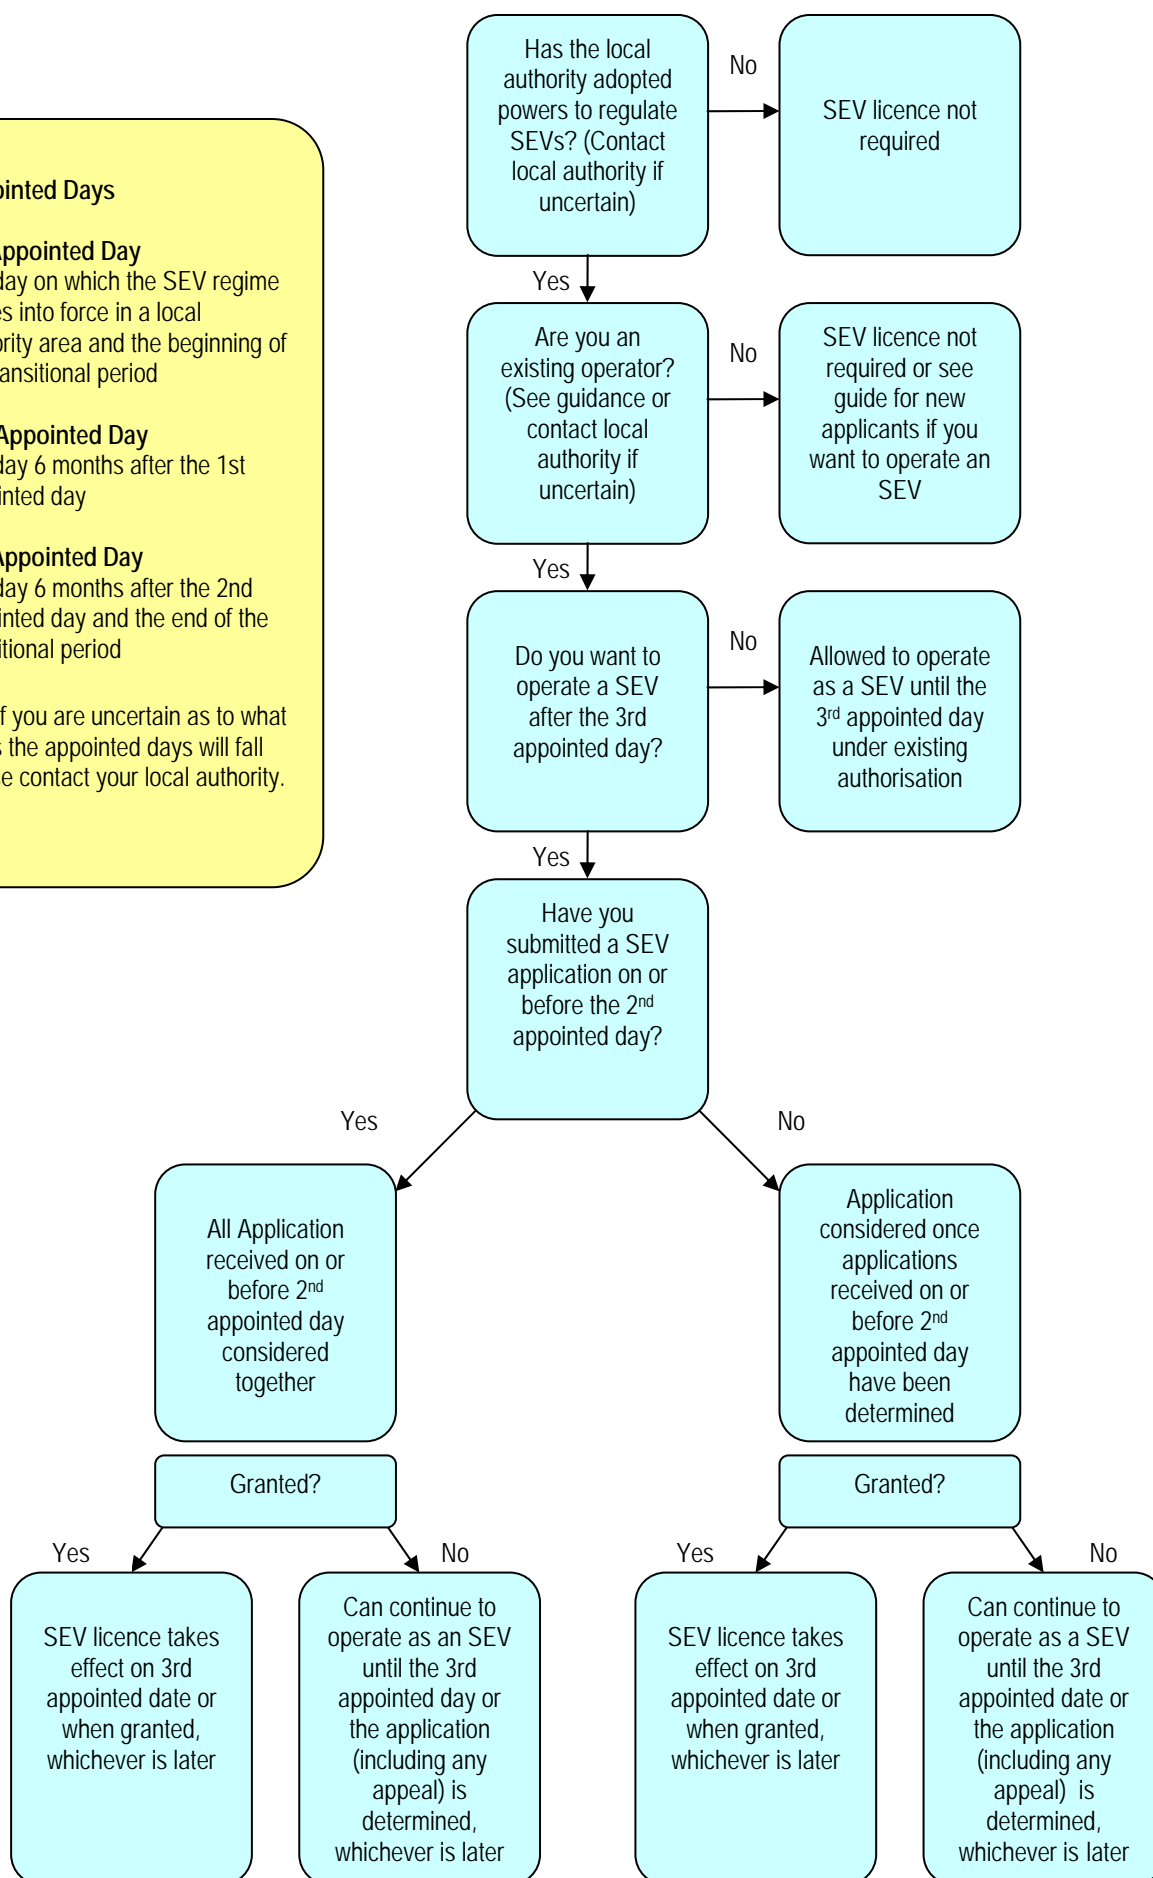 Has the local
authority adopted
powers to regulate
SEVs? (Contact
local authority if
uncertain)
No
SEV licence not
required
ointed Days
Appointed Day
day on which the SEV regime
es into force in a local
ority area and the beginning of
ansitional period
Appointed Day
day 6 months after the 1st
inted day
Appointed Day
day 6 months after the 2nd
inted day and the end of the
itional period
if you are uncertain as to what
s the appointed days will fall
e contact your local authority.
Yes
Are you an
existing operator?
(See guidance or
contact local
authority if
uncertain)
No
SEV licence not
required or see
guide for new
applicants if you
want to operate an
SEV
Yes
Do you want to
operate a SEV
after the 3rd
appointed day?
No
Allowed to operate
as a SEV until the
3rd appointed day
under existing
authorisation
Yes
Have you
submitted a SEV
application on or
before the 2nd
appointed day?
Yes
No
All Application
received on or
before 2nd
appointed day
considered
together
Application
considered once
applications
received on or
before 2nd
appointed day
have been
determined
Granted?
Granted?
Yes
No
Yes
No
SEV licence takes
effect on 3rd
appointed date or
when granted,
whichever is later
Can continue to
operate as an SEV
until the 3rd
appointed day or
the application
(including any
appeal) is
determined,
whichever is later
SEV licence takes
effect on 3rd
appointed date or
when granted,
whichever is later
Can continue to
operate as a SEV
until the 3rd
appointed date or
the application
(including any
appeal) is
determined,
whichever is later